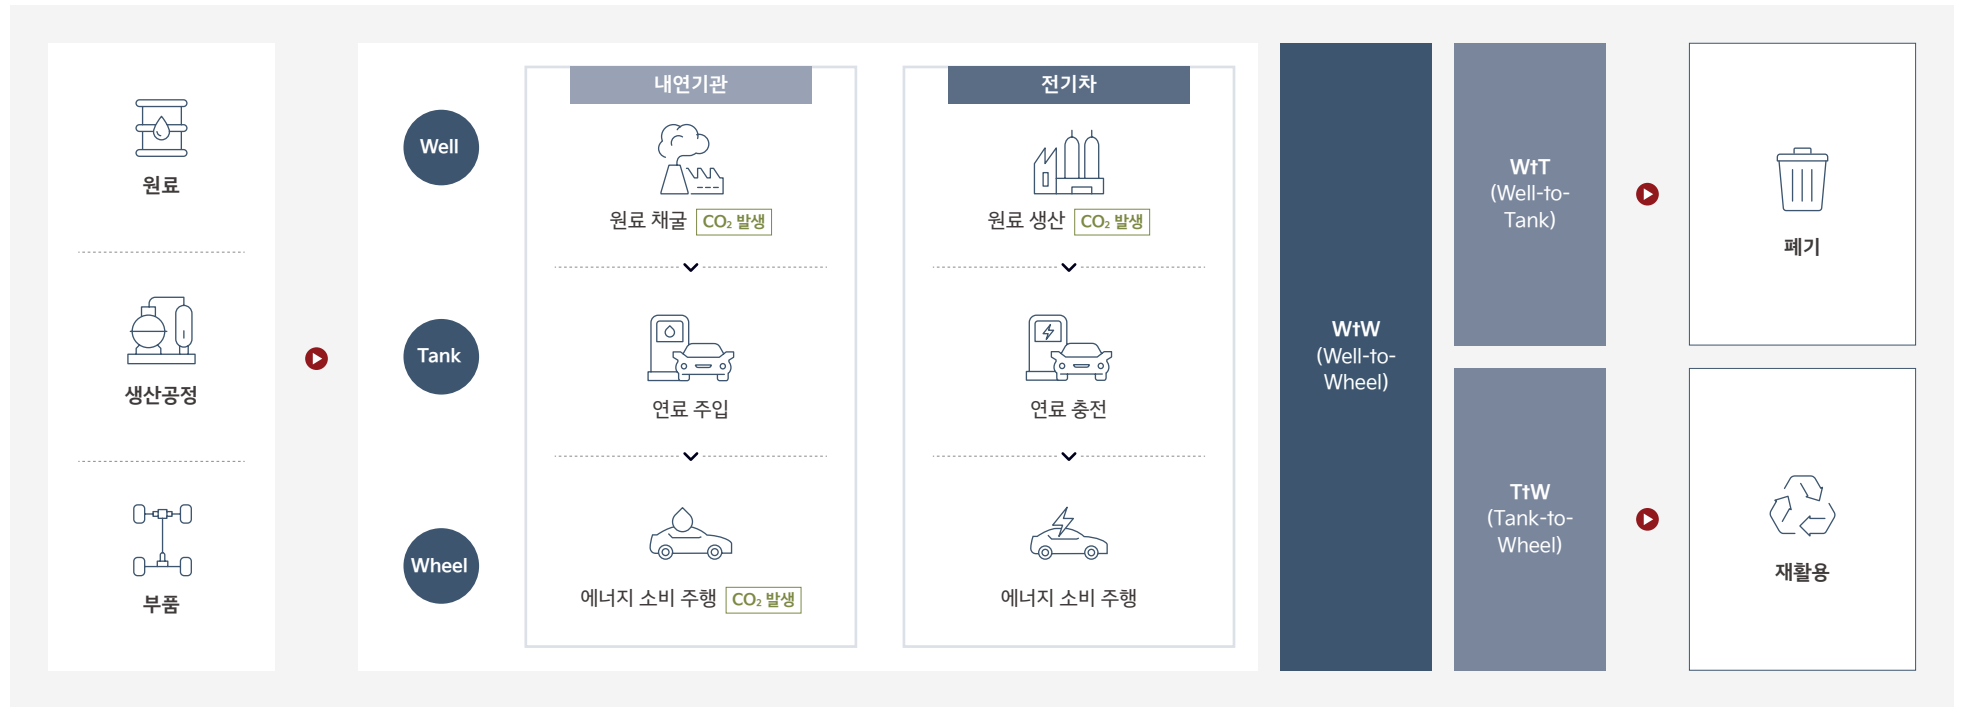 원료
생산공정
부품
Well
Tank
Wheel
내연기관
원료 채굴 CO₂ 발생
연료 주입
에너지 소비 주행 CO₂ 발생
전기차
원료 생산 CO₂ 발생
연료 충전
에너지 소비 주행
WtW
(Well-to-
Wheel)
WtT
(Well-to-
Tank)
TtW
(Tank-to-
Wheel)
폐기
재활용